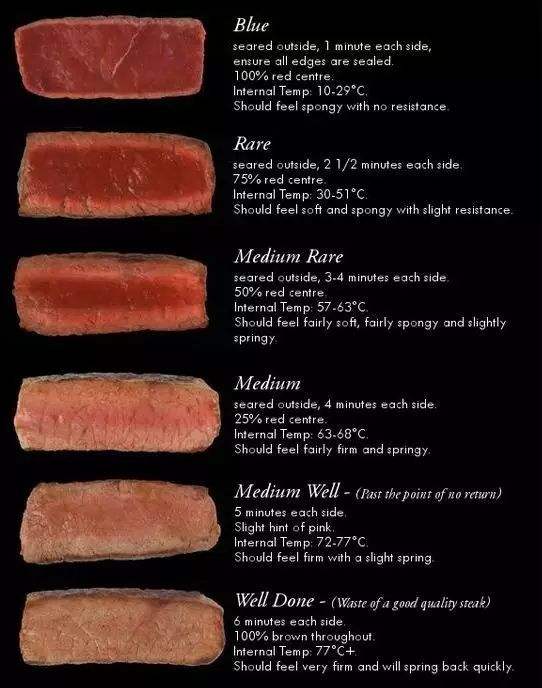 Blue
seared outside, 1 minute each side,
ensure all edges are sealed.
100% red centre.
Internal Temp: 10-29°C.
Should feel spongy with no resistance.
Rare
seared outside, 2 1/2 minutes each side.
75% red centre.
Internal Temp: 30-51°C.
Should feel soft and spongy with slight resistance.
Medium Rare
seared outside, 3-4 minutes each side.
50% red centre.
Internal Temp: 57-63°C.
Should feel fairly soft, fairly spongy and slightly
springy.
Medium
seared outside, 4 minutes each side.
25% red centre.
Internal Temp: 63-68°C.
Should feel fairly firm and springy.
Medium Well - (Past the point of no return)
5 minutes each side.
Slight hint of pink.
Internal Temp: 72-77°C.
Should feel firm with a slight spring.
Well Done - (Waste of a good quality steak)
6 minutes each side.
100% brown throughout.
Internal Temp: 77°C+.
Should feel very firm and will spring back quickly.